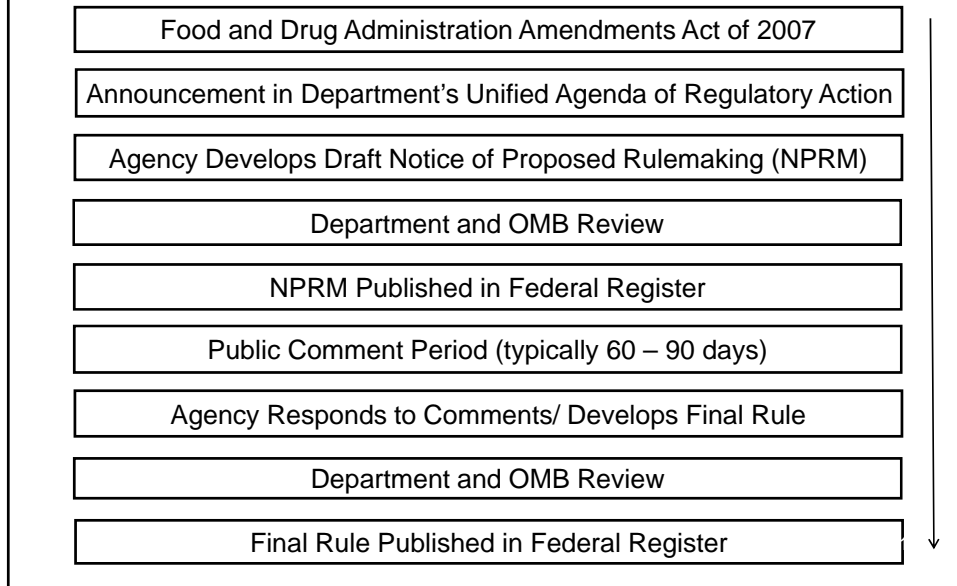 Food and Drug Administration Amendments Act of 2007
Announcement in Department’s Unified Agenda of Regulatory Action
Agency Develops Draft Notice of Proposed Rulemaking (NPRM)
Department and OMB Review
NPRM Published in Federal Register
Public Comment Period (typically 60 – 90 days)
Agency Responds to Comments/ Develops Final Rule
Department and OMB Review
Final Rule Published in Federal Register